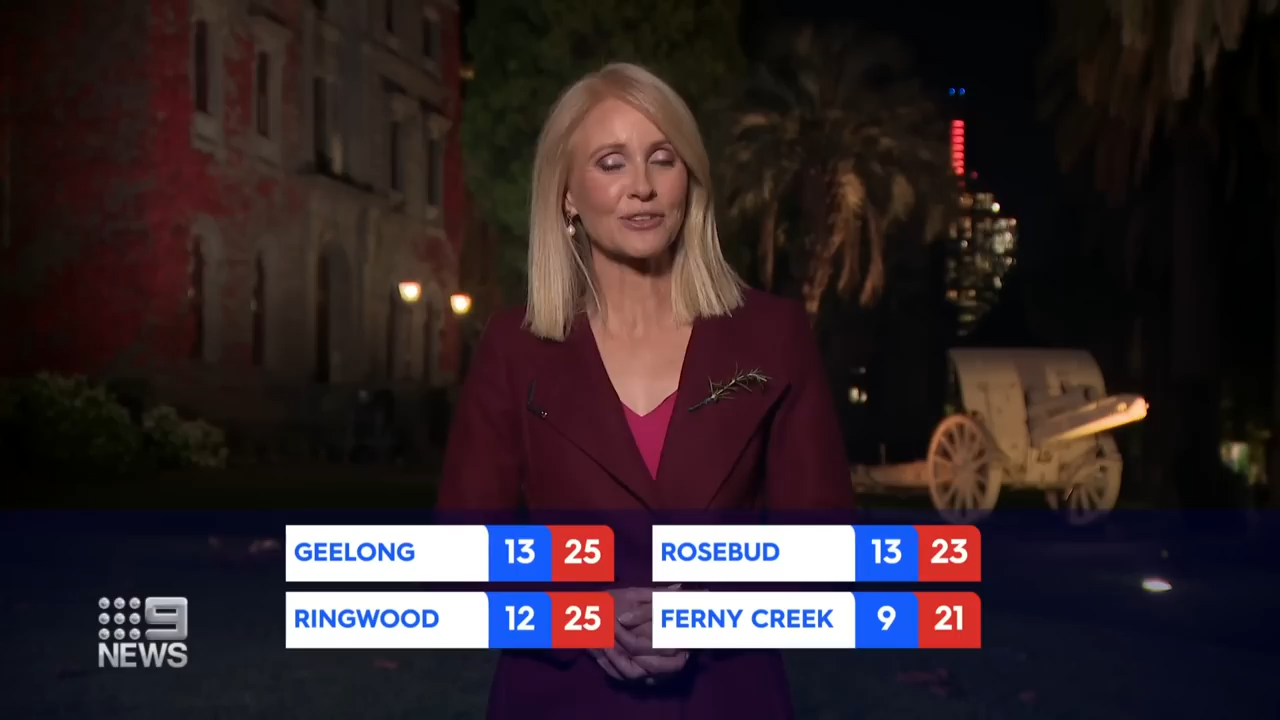 GEELONG 13 25
ROSEBUD 13 23
RINGWOOD 12 25
FERNY CREEK 9 21
9
NEWS